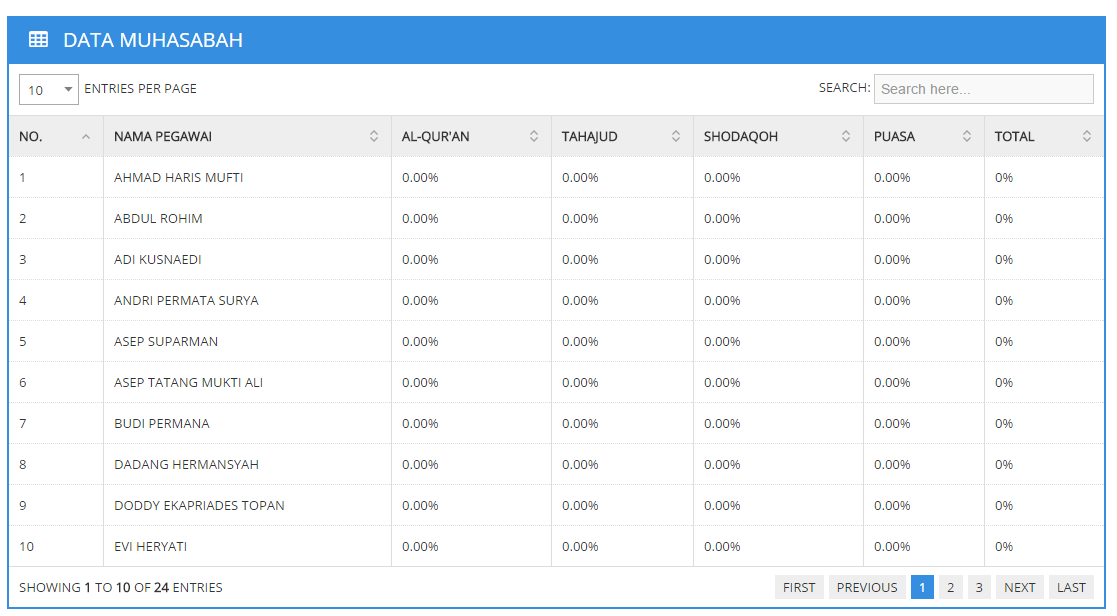 DATA MUHASABAH
10 ENTRIES PER PAGE SEARCH: Search here...
NO. NAMA PEGAWAI AL-QUR'AN TAHAJUD SHODAQOH PUASA TOTAL
1 AHMAD HARIS MUFTI 0.00% 0.00% 0.00% 0.00% 0%
2 ABDUL ROHIM 0.00% 0.00% 0.00% 0.00% 0%
3 ADI KUSNAEDI 0.00% 0.00% 0.00% 0.00% 0%
4 ANDRI PERMATA SURYA 0.00% 0.00% 0.00% 0.00% 0%
5 ASEP SUPARMAN 0.00% 0.00% 0.00% 0.00% 0%
6 ASEP TATANG MUKTI ALI 0.00% 0.00% 0.00% 0.00% 0%
7 BUDI PERMANA 0.00% 0.00% 0.00% 0.00% 0%
8 DADANG HERMANSYAH 0.00% 0.00% 0.00% 0.00% 0%
9 DODDY EKAPRIADES TOPAN 0.00% 0.00% 0.00% 0.00% 0%
10 EVI HERYATI 0.00% 0.00% 0.00% 0.00% 0%
SHOWING 1 TO 10 OF 24 ENTRIES FIRST PREVIOUS 1 2 3 NEXT LAST